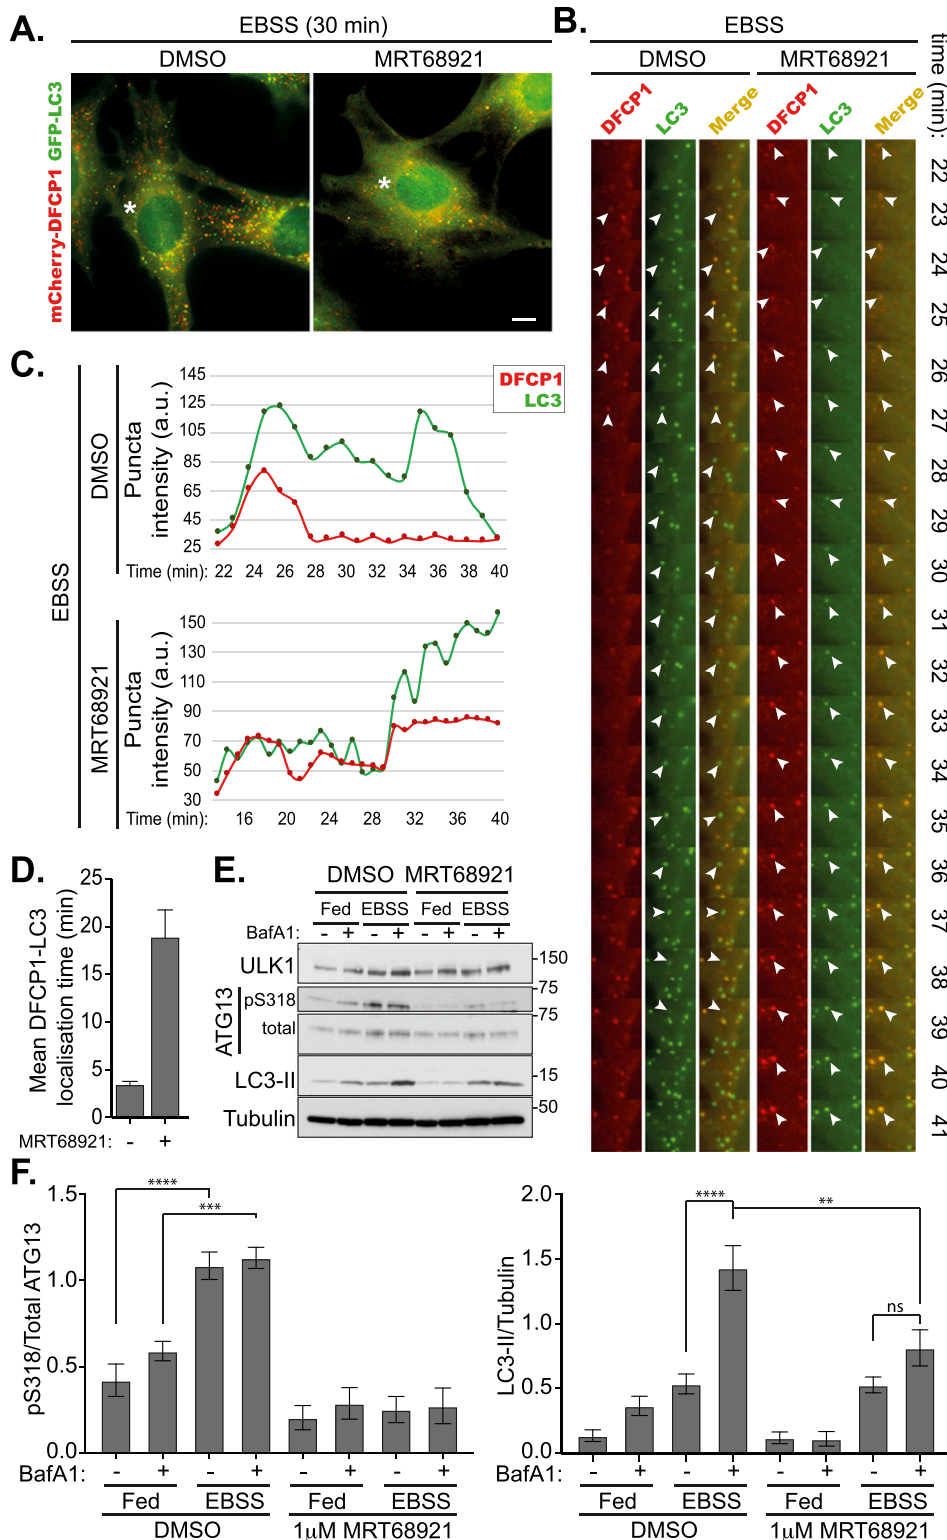 A.
EBSS (30 min)
DMSO
MRT68921
mCherry-DFCP1 GFP-LC3
*
*
B.
EBSS
DMSO
MRT68921
DFCP1
LC3
Merge
DFCP1
LC3
Merge
time (min):
22
23
24
25
26
27
28
29
30
31
32
33
34
35
36
37
38
39
40
41
C.
EBSS
DMSO
Puncta
intensity (a.u.)
145
125
105
85
65
45
25
DFCP1
LC3
Time (min): 22 24 26 28 30 32 34 36 38 40
MRT68921
Puncta
intensity (a.u.)
150
130
110
90
70
50
30
Time (min): 16 20 24 28 32 36 40
D.
Mean DFCP1-LC3
localisation time (min)
25
20
15
10
5
0
MRT68921: - +
E.
DMSO MRT68921
Fed EBSS Fed EBSS
BafA1: - + - + - + - +
ULK1
-150
ATG13
pS318
-75
total
-75
LC3-II
-15
Tubulin
-50
F.
pS318/Total ATG13
1.5
1.0
0.5
0.0
****
***
BafA1: - + - + - + - +
Fed EBSS Fed EBSS
DMSO 1μM MRT68921
LC3-II/Tubulin
2.0
1.5
1.0
0.5
0.0
****
**
ns
BafA1: - + - + - + - +
Fed EBSS Fed EBSS
DMSO 1μM MRT68921